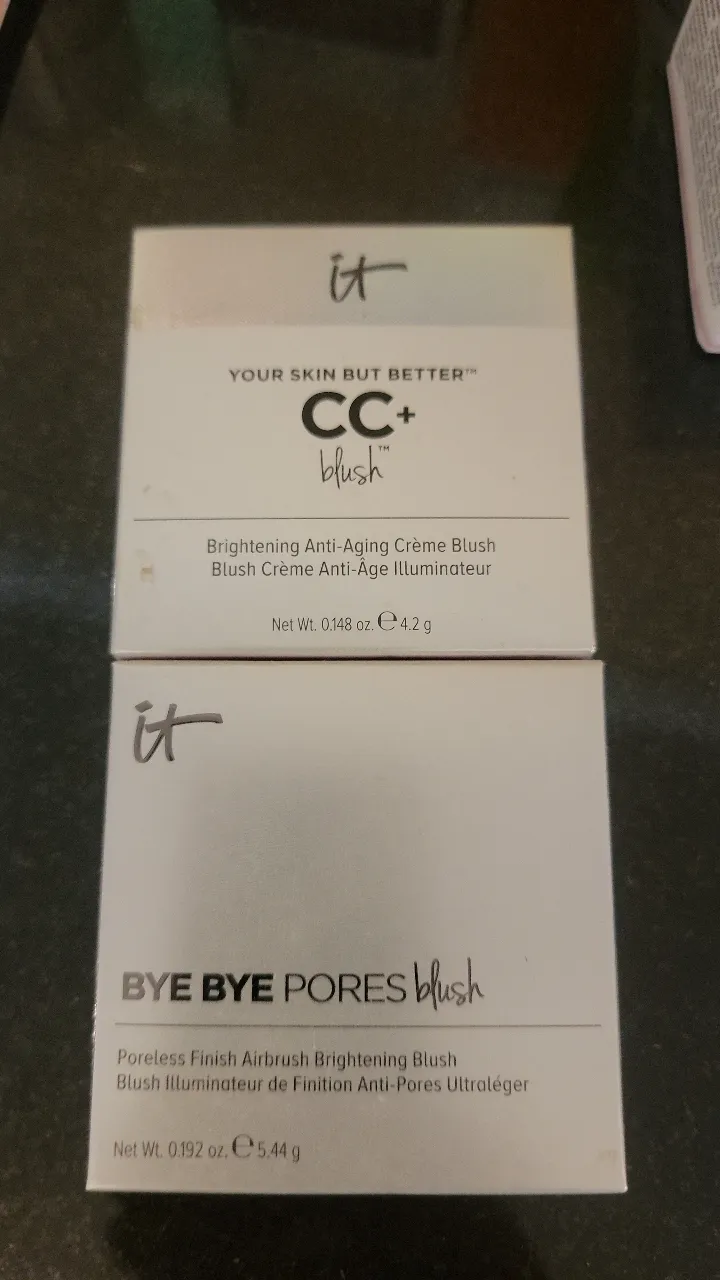 it
YOUR SKIN BUT BETTER™
CC+
blush™
Brightening Anti-Aging Crème Blush
Blush Crème Anti-Âge Illuminateur
Net Wt. 0.148 oz. ℮ 4.2 g
it
BYE BYE PORES blush
Poreless Finish Airbrush Brightening Blush
Blush Illuminateur de Finition Anti-Pores Ultraléger
Net Wt. 0.192 oz. ℮ 5.44 g